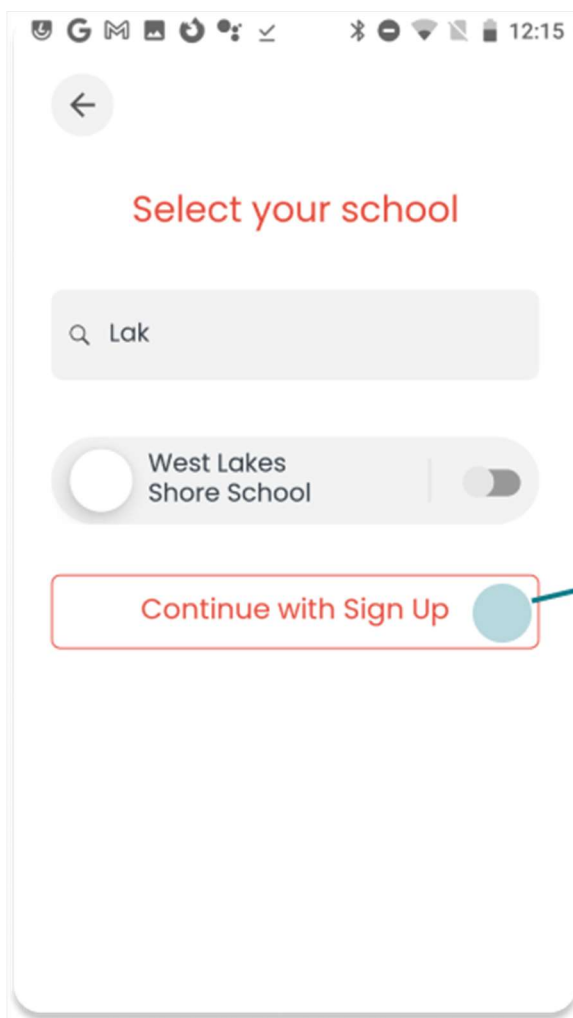 12:15
Select your school
Lak
West Lakes
Shore School
Continue with Sign Up